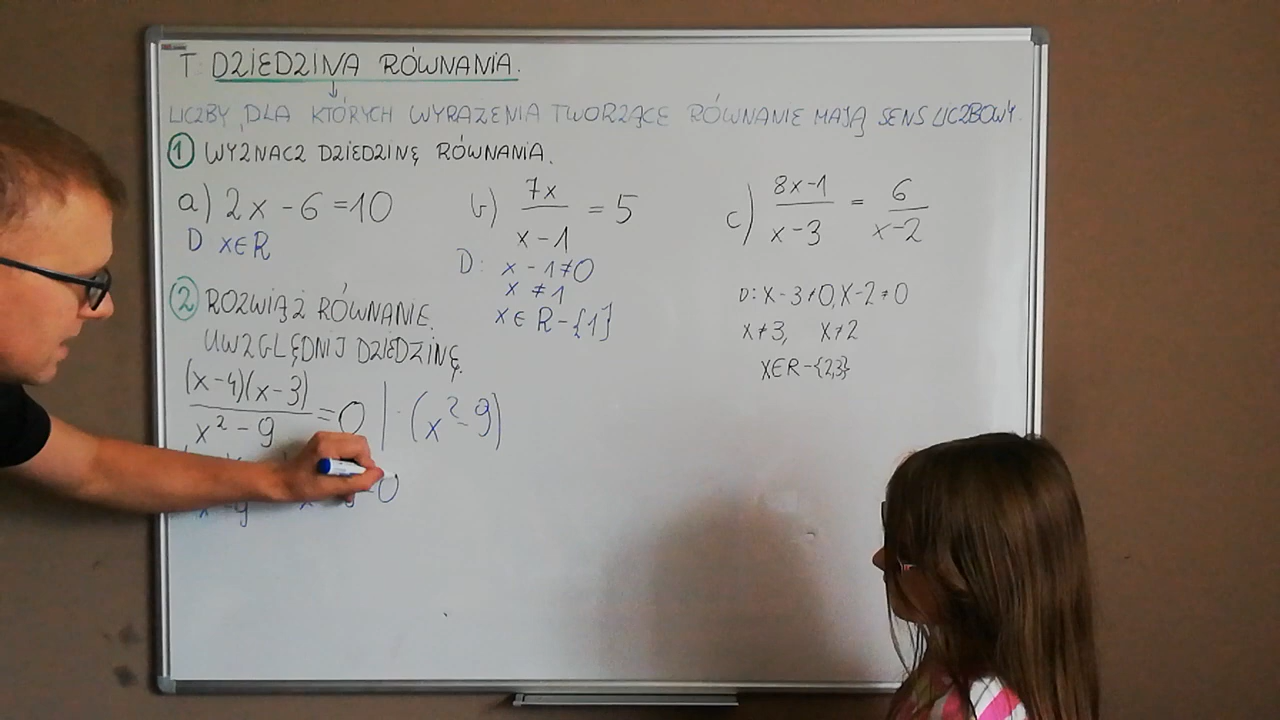 T: DZIEDZINA RÓWNANIA.
↓
LICZBY, DLA KTÓRYCH WYRAŻENIA TWORZĄCE RÓWNANIE MAJĄ SENS LICZBOWY.
① WYZNACZ DZIEDZINĘ RÓWNANIA.
a) 2x - 6 = 10
D x∈R
b) 7x / x - 1 = 5
D: x - 1 ≠ 0
x ≠ 1
x ∈ R - {1}
c) 8x - 1 / x - 3 = 6 / x - 2
D: x - 3 ≠ 0, x - 2 ≠ 0
x ≠ 3, x ≠ 2
x∈R - {2,3}
② ROZWIĄŻ RÓWNANIE.
UWZGLĘDNIJ DZIEDZINĘ.
(x - 4)(x - 3) / x² - 9 = 0 | · (x² - 9)
0